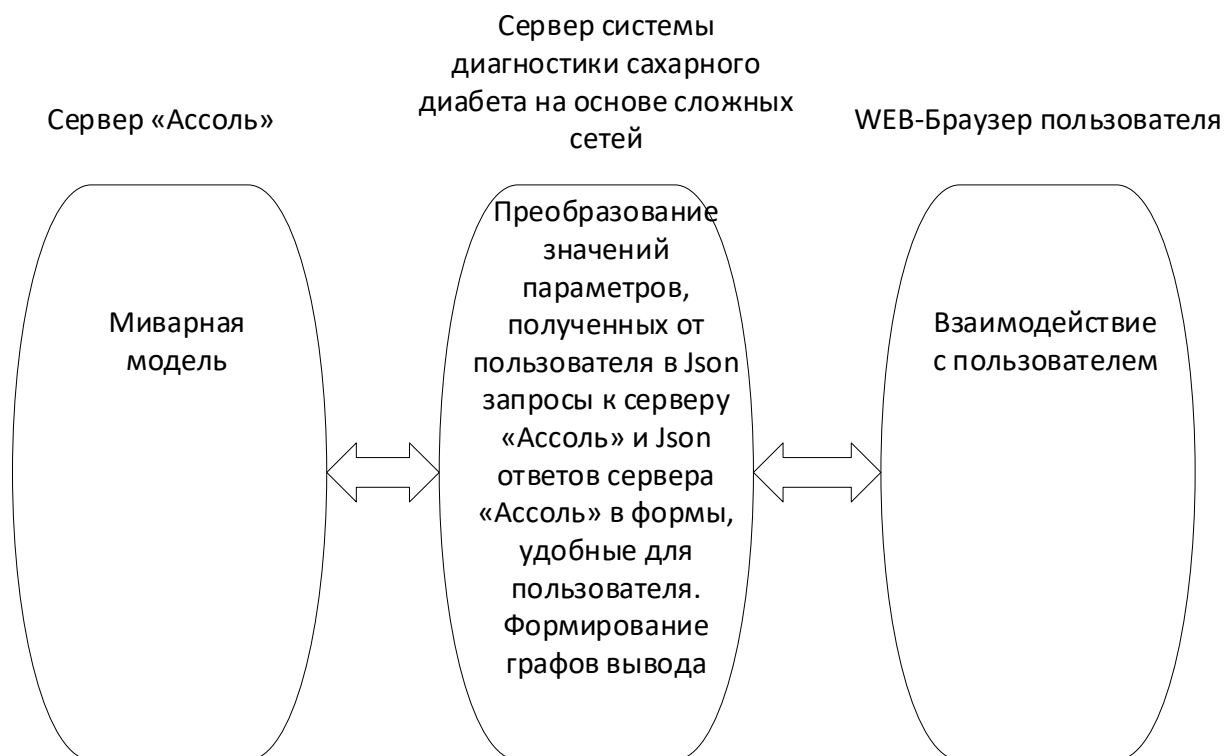 Сервер «Ассоль»
Сервер системы
диагностики сахарного
диабета на основе сложных
сетей
WEB-Браузер пользователя
Миварная
модель
Преобразование
значений
параметров,
полученных от
пользователя в Json
запросы к серверу
«Ассоль» и Json
ответов сервера
«Ассоль» в формы,
удобные для
пользователя.
Формирование
графов вывода
Взаимодействие
с пользователем